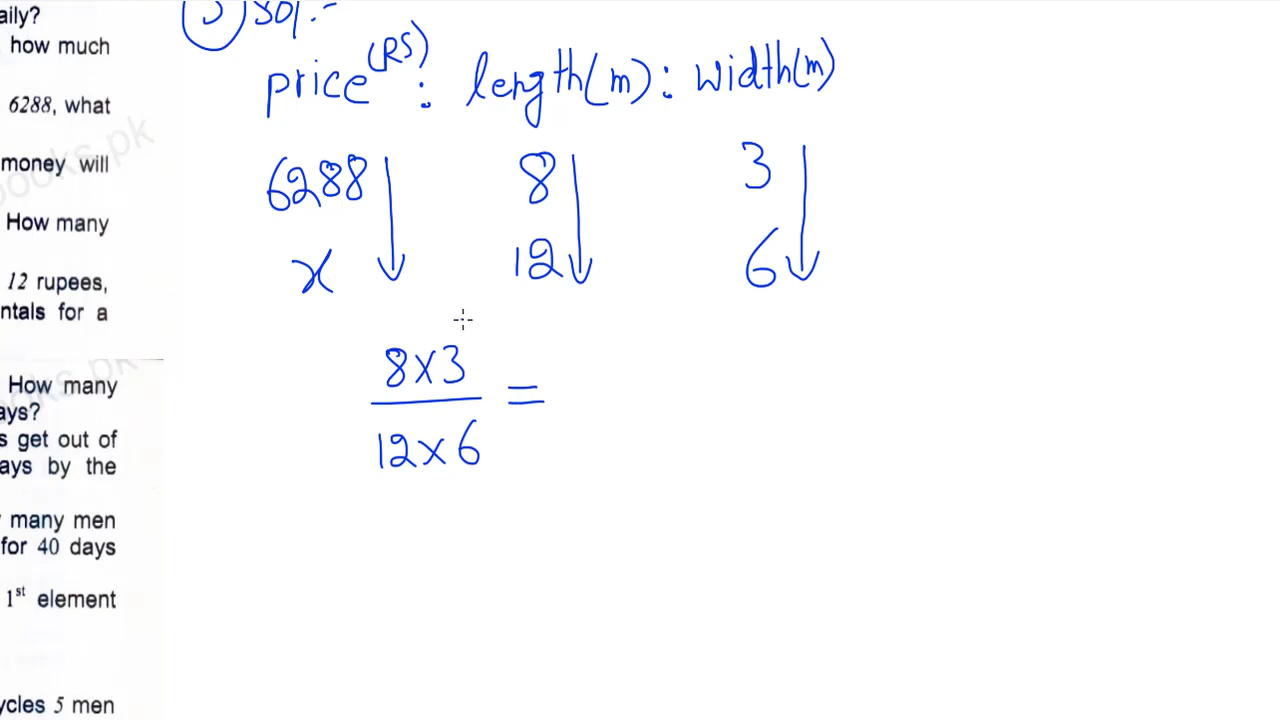 aily?
how much
6288, what
money will
How many
12 rupees,
ntals for a
How many
ays?
s get out of
ays by the
many men
for 40 days
1st element
ycles 5 men
books.pk
price (RS) : length(m) : width(m)
6288 8 3
x 12 6
8x3
12x6 =